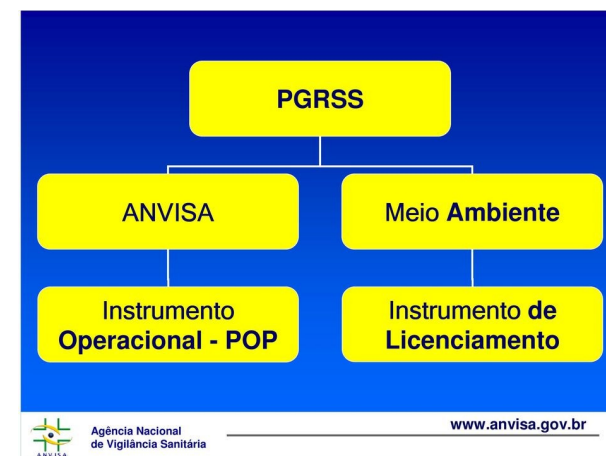 PGRSS
ANVISA
Meio Ambiente
Instrumento
Operacional - POP
Instrumento de
Licenciamento
ANVISA
Agência Nacional
de Vigilância Sanitária
www.anvisa.gov.br